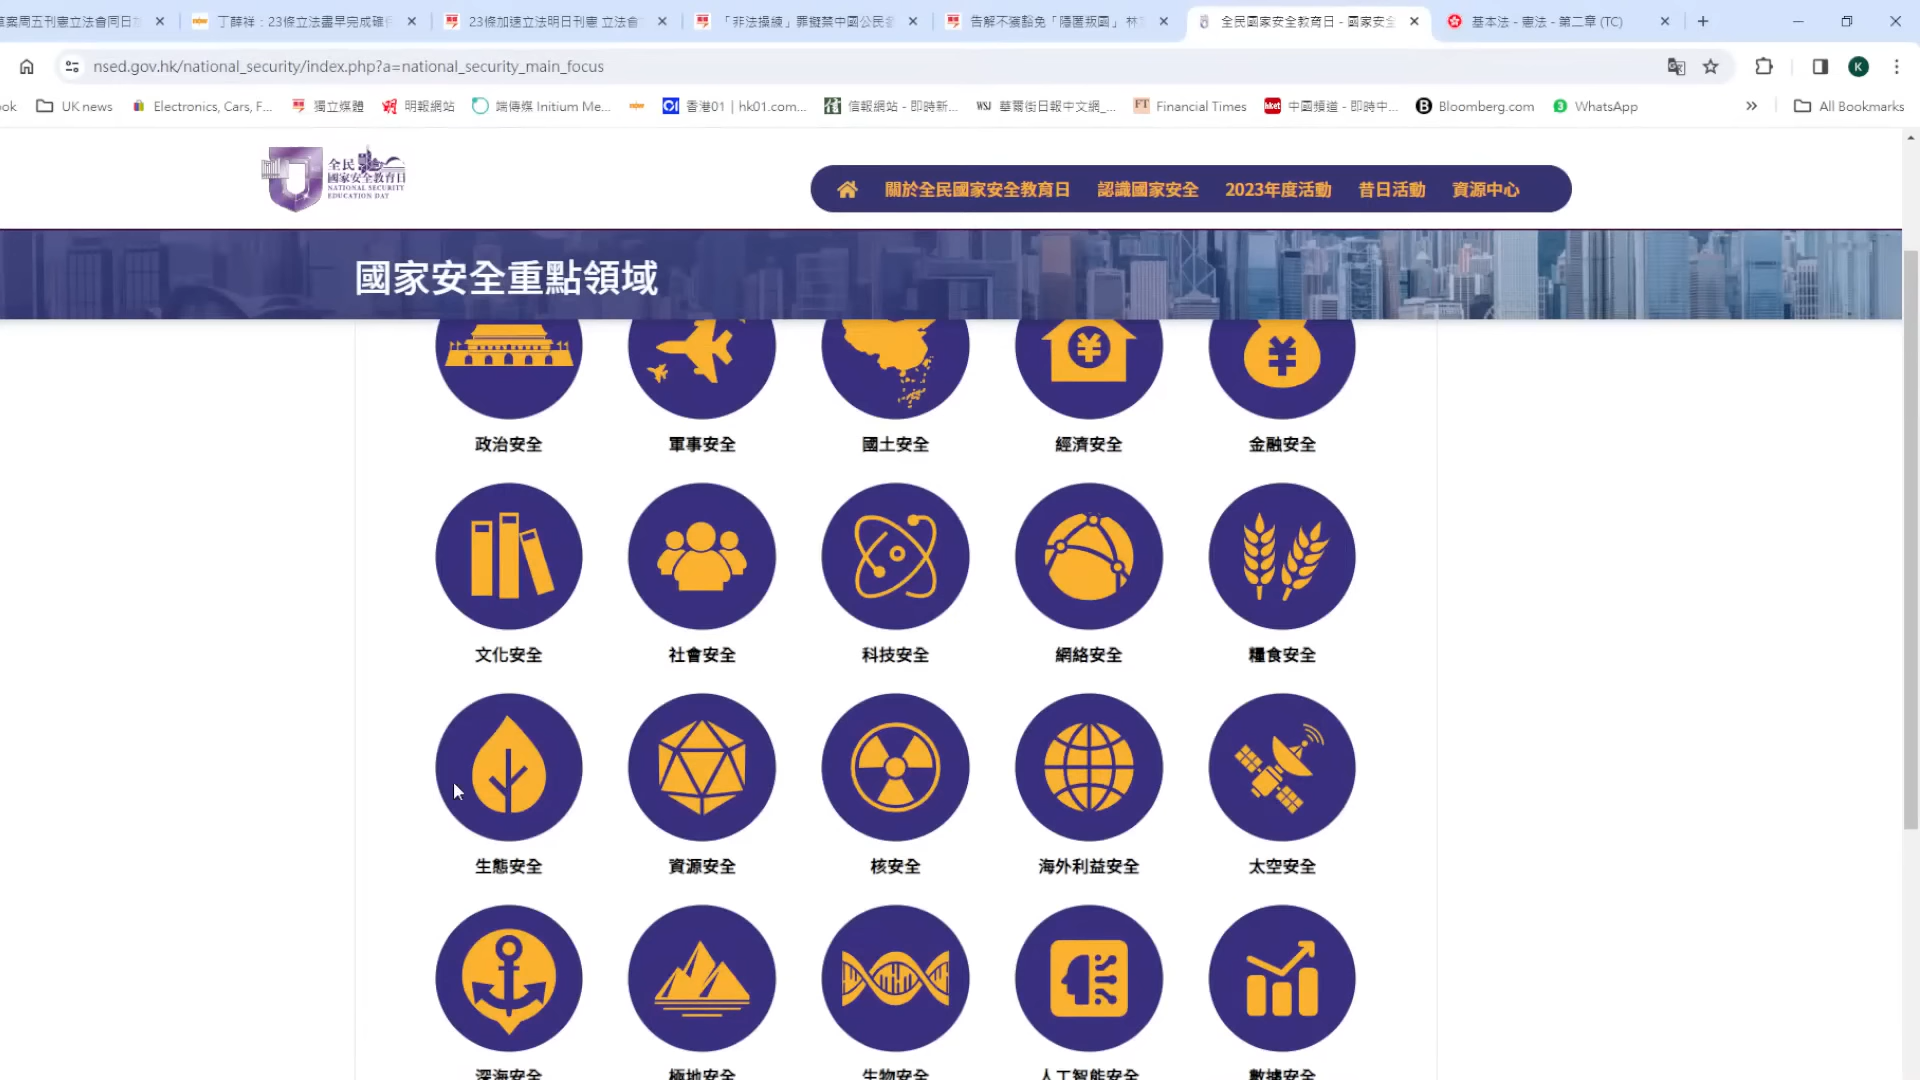 車案周五刊憲立法會同日
丁薛祥：23條立法盡早完成確
23條加速立法明日刊憲 立法會
「非法操練」罪擬禁中國公民
告解不獲豁免「隱匿叛國」 林
全民國家安全教育日 - 國家安全
基本法 - 憲法 - 第二章 (TC)
nsed.gov.hk/national_security/index.php?a=national_security_main_focus
ok
UK news
Electronics, Cars, F...
獨立媒體
明報網站
端傳媒 Initium Me...
香港01 | hk01.com...
信報網站 - 即時新...
WSJ 華爾街日報中文網_...
FT Financial Times
hket 中國頻道 - 即時中...
Bloomberg.com
WhatsApp
All Bookmarks
全民
國家安全教育日
NATIONAL SECURITY
EDUCATION DAY
關於全民國家安全教育日 認識國家安全 2023年度活動 昔日活動 資源中心
國家安全重點領域
政治安全 軍事安全 國土安全 經濟安全 金融安全
文化安全 社會安全 科技安全 網絡安全 糧食安全
生態安全 資源安全 核安全 海外利益安全 太空安全
深海安全 極地安全 生物安全 人工智能安全 數據安全